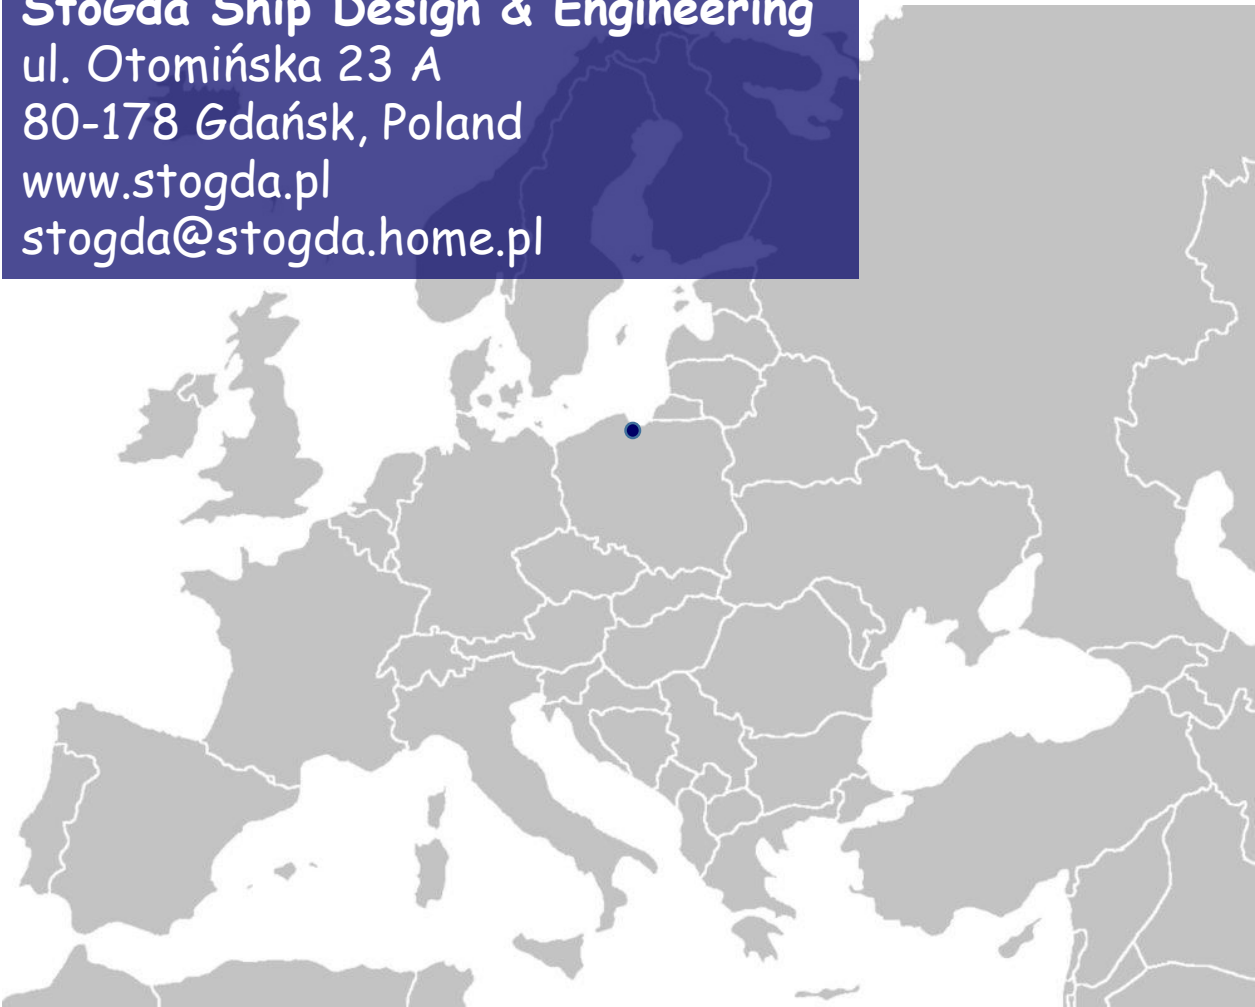 StoGda Ship Design & Engineering
ul. Otomińska 23 A
80-178 Gdańsk, Poland
www.stogda.pl
stogda@stogda.home.pl